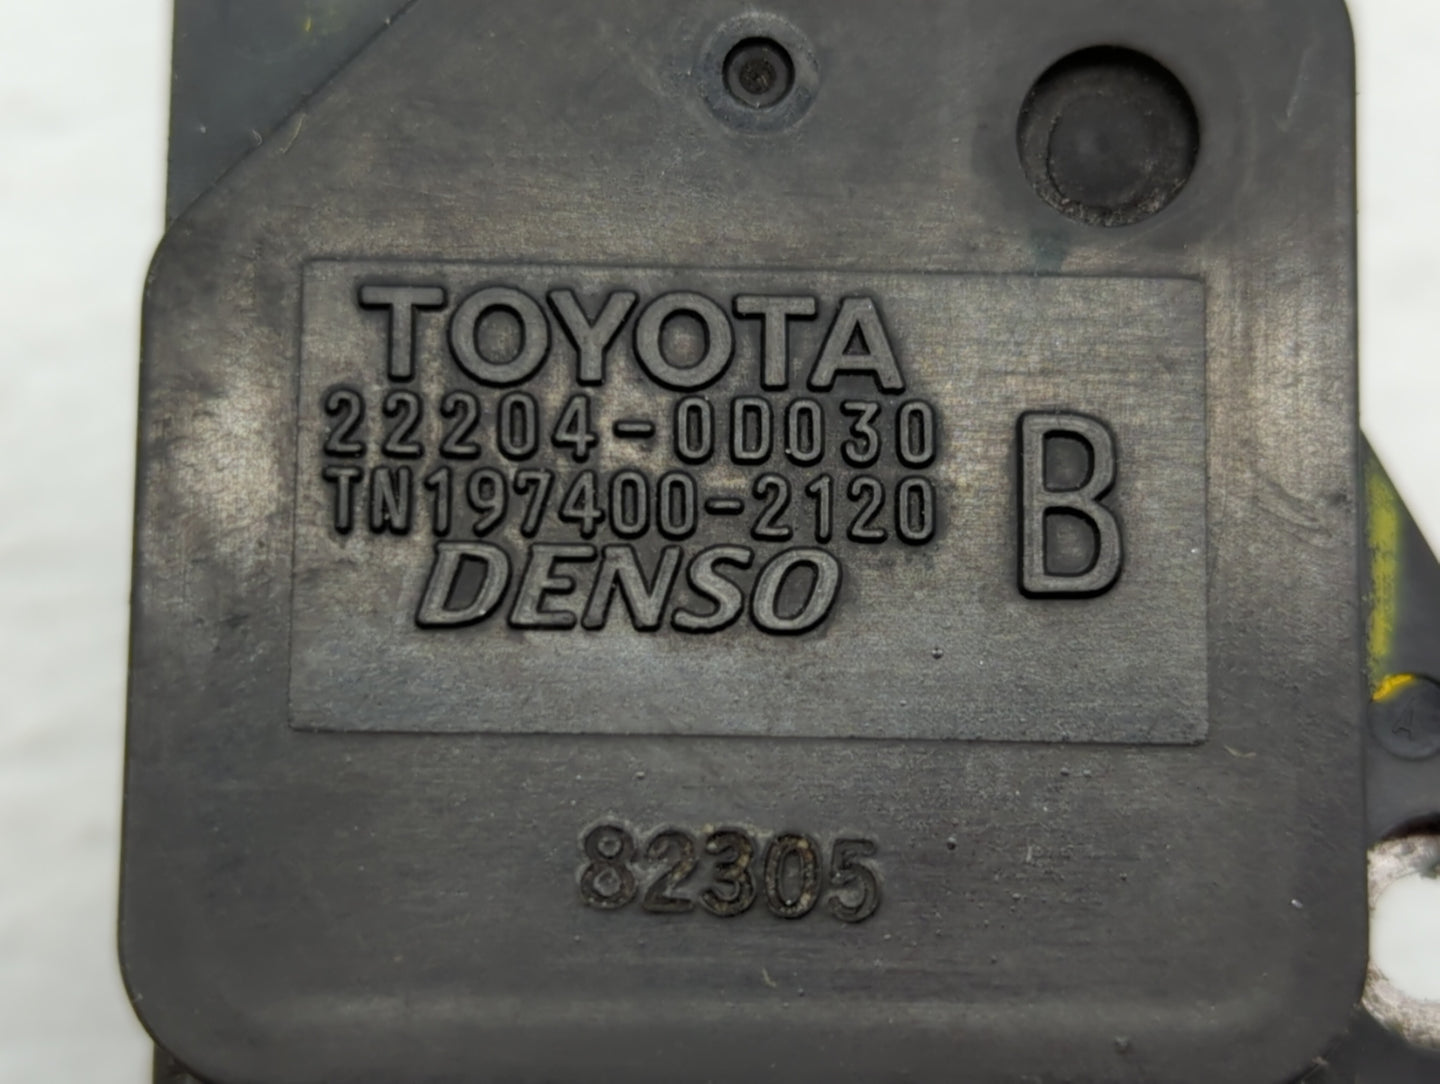 TOYOTA
22204-0D030
TN197400-2120
DENSO
B
82305
A